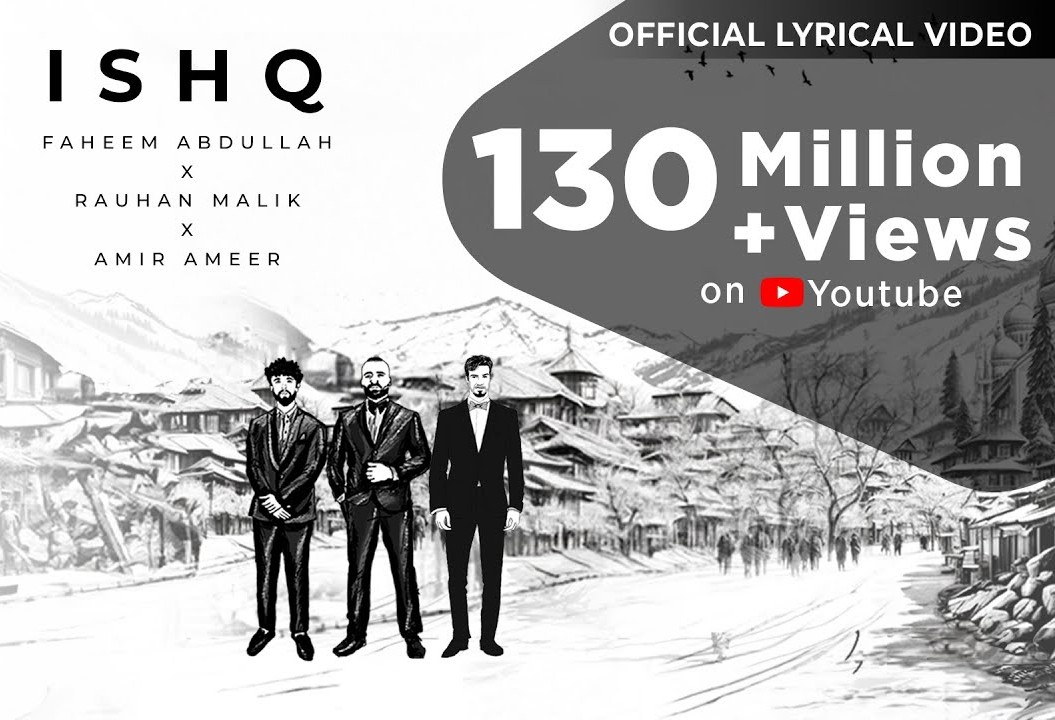 ISHQ
FAHEEM ABDULLAH
X
RAUHAN MALIK
X
AMIR AMEER
OFFICIAL LYRICAL VIDEO
130 Million
+Views
on Youtube